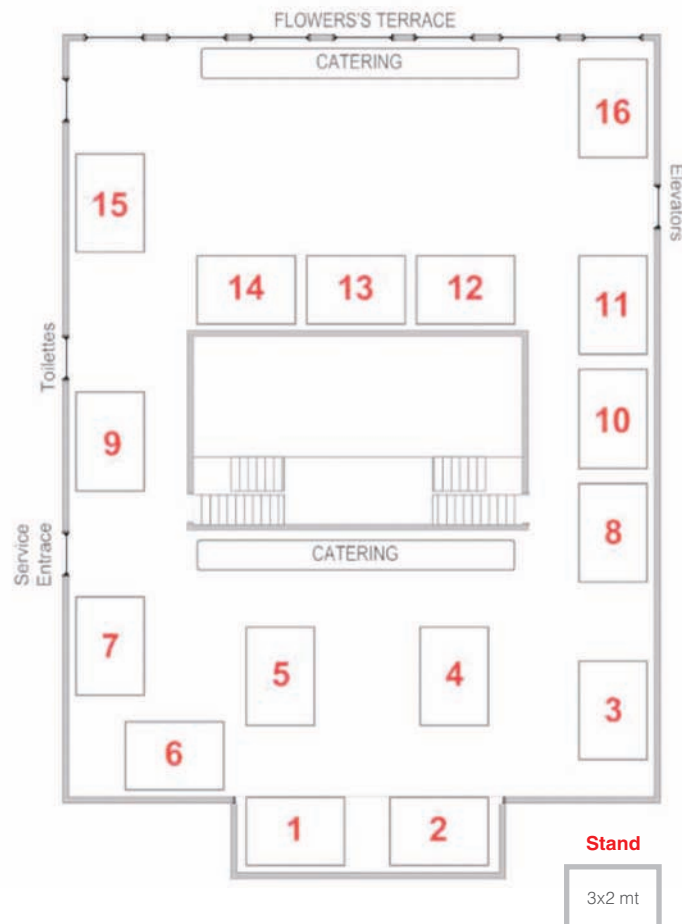 FLOWERS'S TERRACE
CATERING
16
15
Elevators
14 13 12
11
Toilettes
10
9
8
Service
Entrace
CATERING
7
5
4
3
6
1
2
Stand
3x2 mt